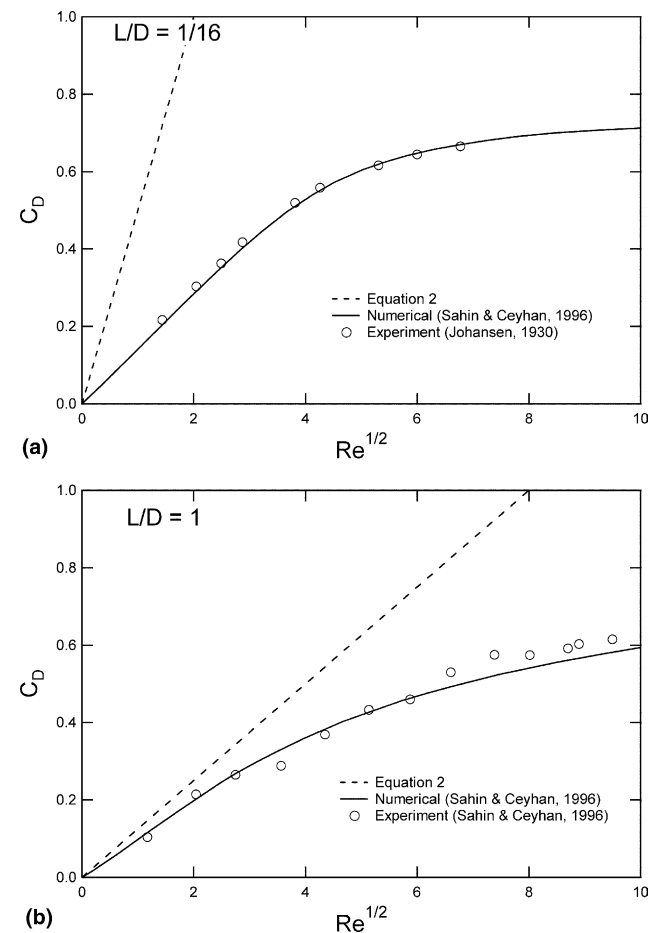 1.0
L/D = 1/16
0.8
0.6
C_D
0.4
Equation 2
Numerical (Sahin & Ceyhan, 1996)
0.2
Experiment (Johansen, 1930)
0.0
0 2 4 6 8 10
(a)
Re^1/2
1.0
L/D = 1
0.8
0.6
C_D
0.4
Equation 2
0.2
Numerical (Sahin & Ceyhan, 1996)
Experiment (Sahin & Ceyhan, 1996)
0.0
0 2 4 6 8 10
(b)
Re^1/2